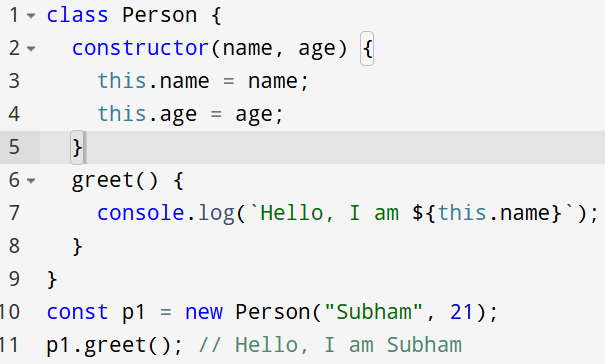 1 class Person {
2   constructor(name, age) {
3     this.name = name;
4     this.age = age;
5   }
6   greet() {
7     console.log(`Hello, I am ${this.name}`);
8   }
9 }
10 const p1 = new Person("Subham", 21);
11 p1.greet(); // Hello, I am Subham